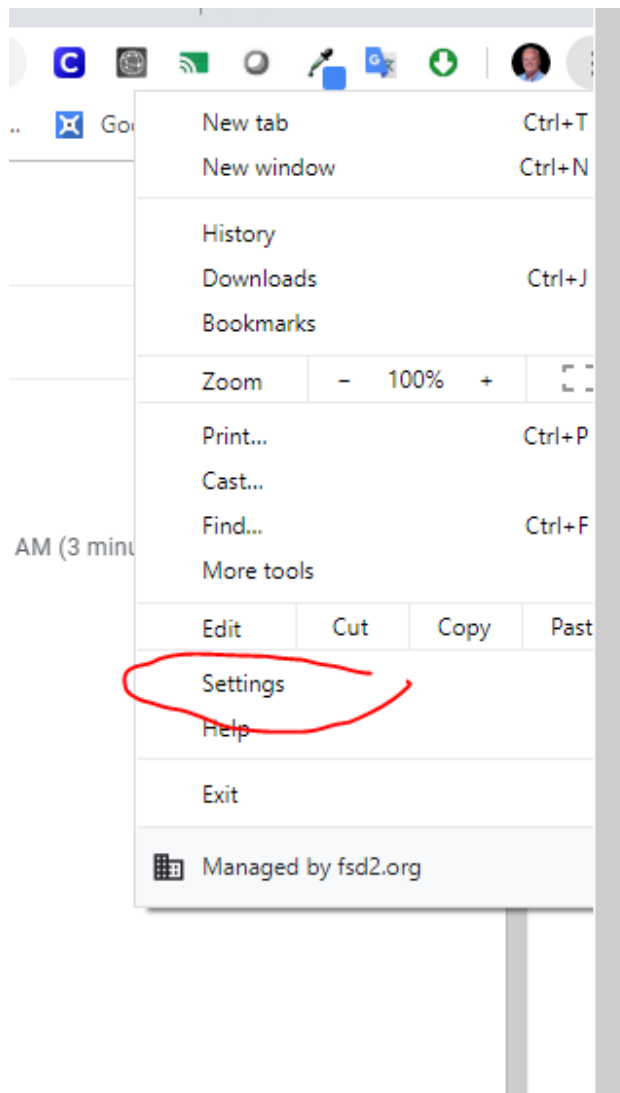 C
.. Goo
New tab Ctrl+T
New window Ctrl+N
History
Downloads Ctrl+J
Bookmarks
Zoom - 100% +
Print... Ctrl+P
Cast...
Find... Ctrl+F
AM (3 minu
More tools
Edit Cut Copy Past
Settings
Help
Exit
Managed by fsd2.org